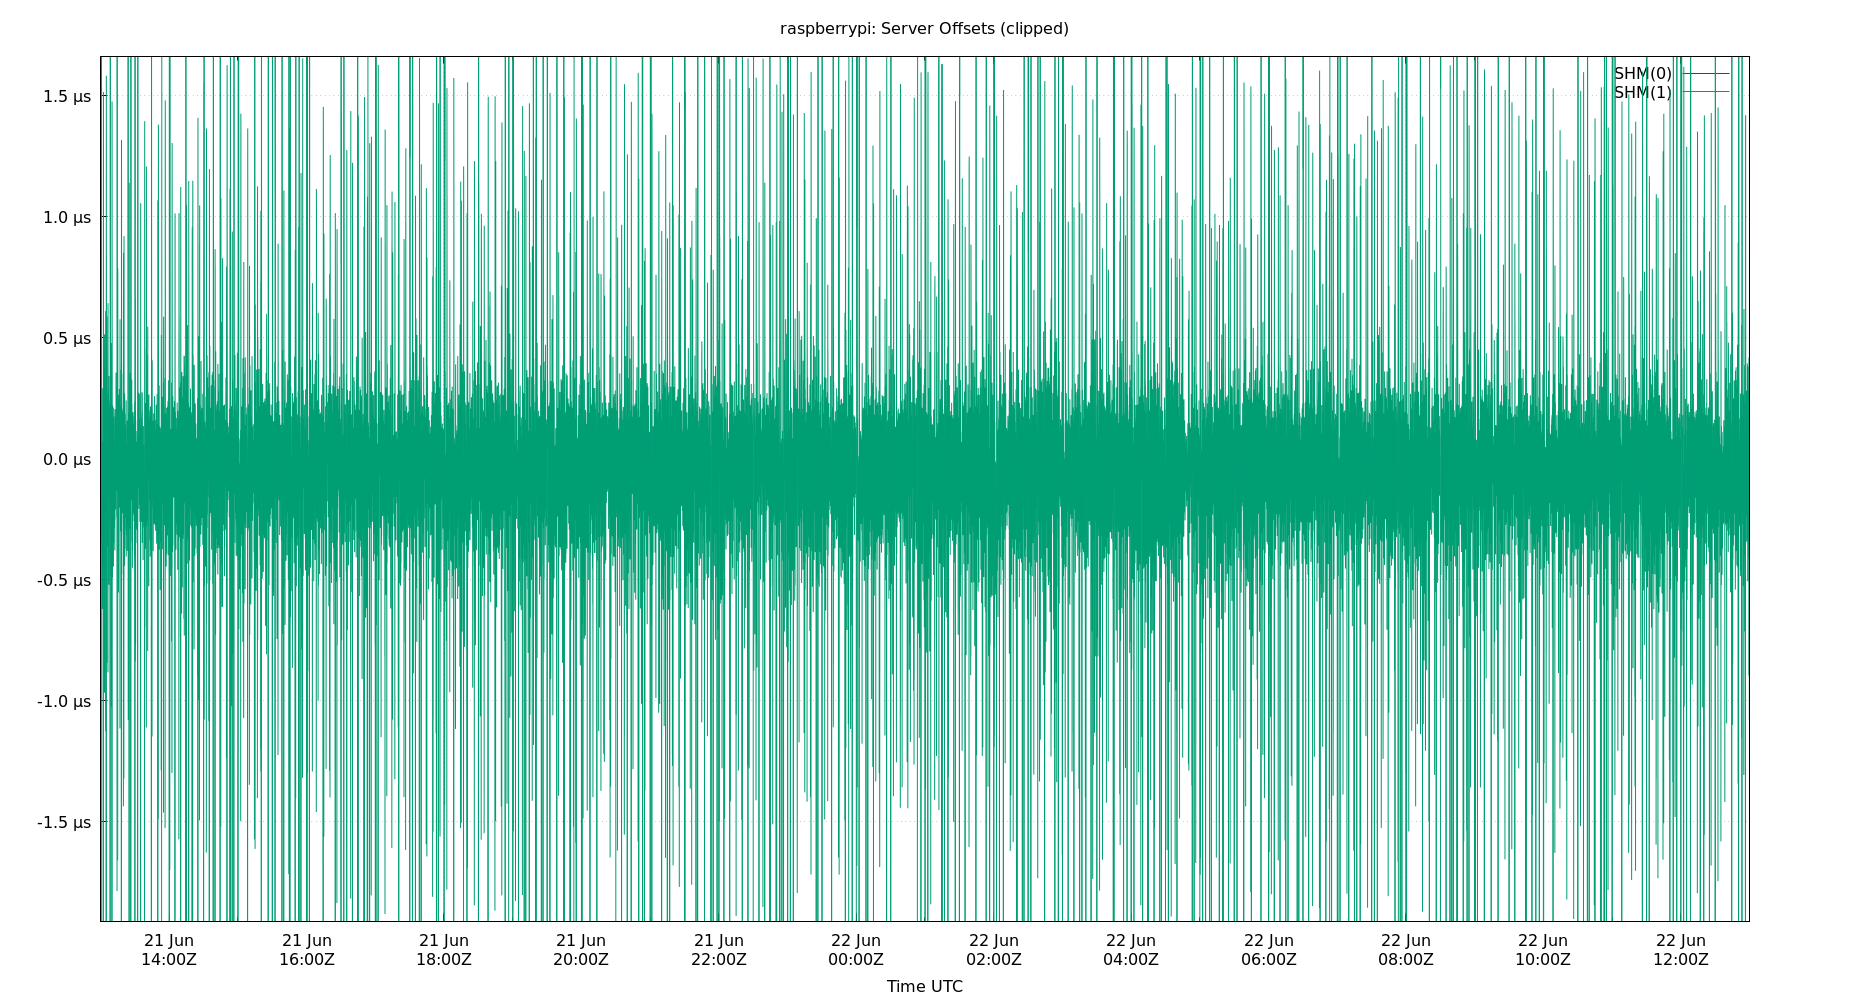 raspberrypi: Server Offsets (clipped)
SHM(0)
SHM(1)
1.5 µs
1.0 µs
0.5 µs
0.0 µs
-0.5 µs
-1.0 µs
-1.5 µs
21 Jun 21 Jun 21 Jun 21 Jun 21 Jun 22 Jun 22 Jun 22 Jun 22 Jun 22 Jun 22 Jun 22 Jun
14:00Z 16:00Z 18:00Z 20:00Z 22:00Z 00:00Z 02:00Z 04:00Z 06:00Z 08:00Z 10:00Z 12:00Z
Time UTC